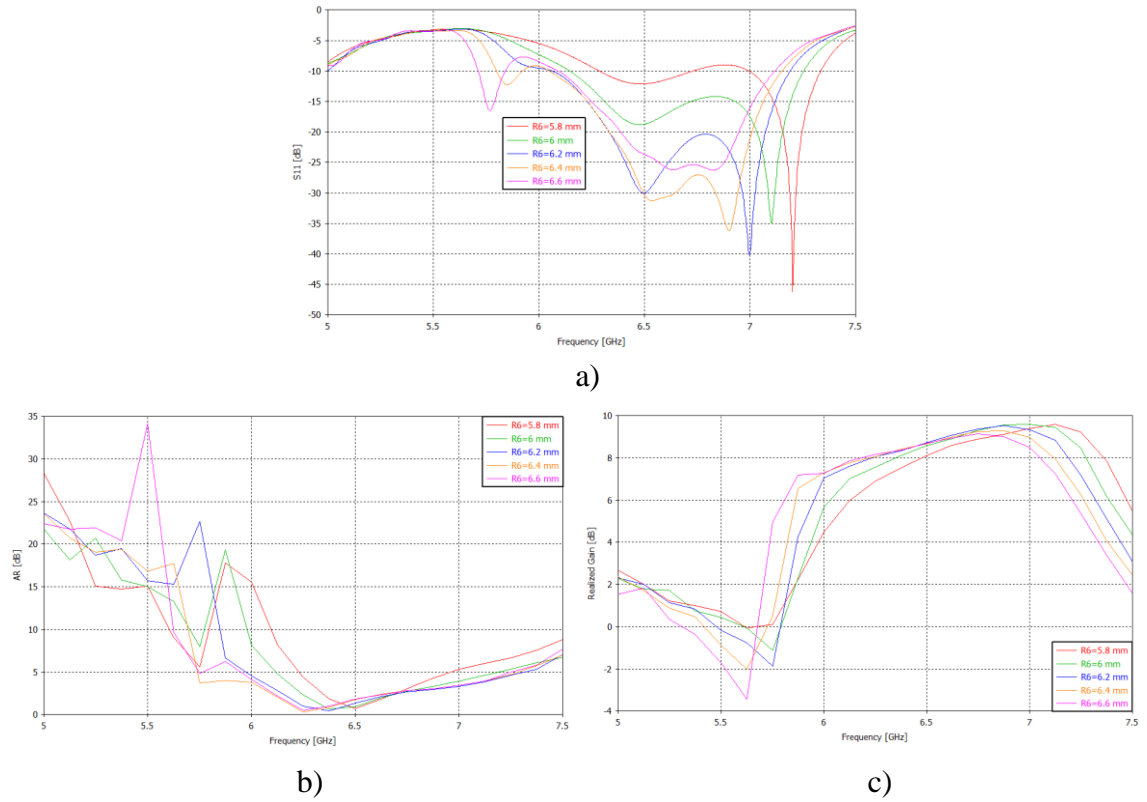 0
-5
-10
-15
-20
-25
-30
-35
-40
-45
-50
S11 [dB]
R6=5.8 mm
R6=6 mm
R6=6.2 mm
R6=6.4 mm
R6=6.6 mm
5 5.5 6 6.5 7 7.5
Frequency [GHz]
a)
35
30
25
20
15
10
5
0
AR [dB]
R6=5.8 mm
R6=6 mm
R6=6.2 mm
R6=6.4 mm
R6=6.6 mm
5 5.5 6 6.5 7 7.5
Frequency [GHz]
b)
10
8
6
4
2
0
-2
-4
Realized Gain [dB]
R6=5.8 mm
R6=6 mm
R6=6.2 mm
R6=6.4 mm
R6=6.6 mm
5 5.5 6 6.5 7 7.5
Frequency [GHz]
c)